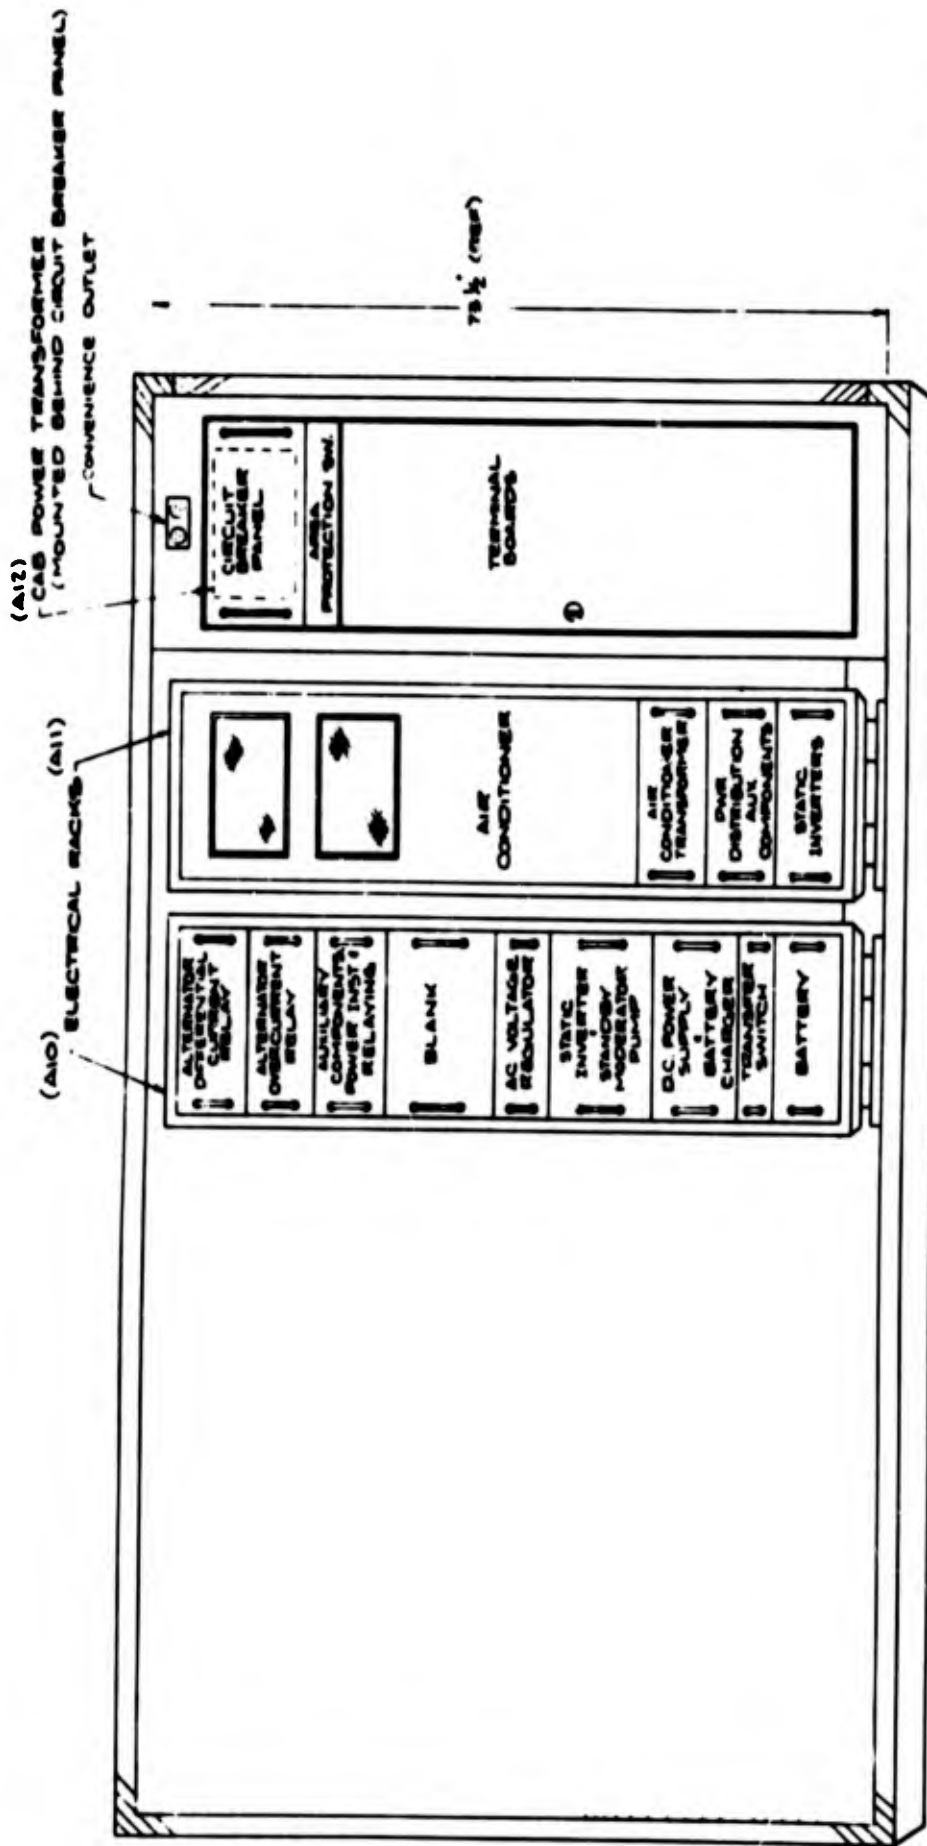 (A12)
CAB POWER TRANSFORMER
(MOUNTED BEHIND CIRCUIT BREAKER PANEL)
CONVENIENCE OUTLET
(A10)
ELECTRICAL RACKS
(A11)
ALTERNATOR
DIFFERENTIAL
CURRENT
RELAY
ALTERNATOR
OVERCURRENT
RELAY
AUXILIARY
COMPONENTS
POWER INST &
RELAYING
BLANK
AC VOLTAGE
REGULATOR
STATIC
INVERTER
&
STANDBY
MODERATOR
PUMP
D.C. POWER
SUPPLY
&
BATTERY
CHARGER
TRANSFER
SWITCH
BATTERY
AIR
CONDITIONER
AIR
CONDITIONER
TRANSFORMER
PWR
DISTRIBUTION
AUX
COMPONENTS
STATIC
INVERTERS
CIRCUIT
BREAKER
PANEL
AREA
PROTECTION SW.
TERMINAL
BOARDS
73 1/2" (REF)